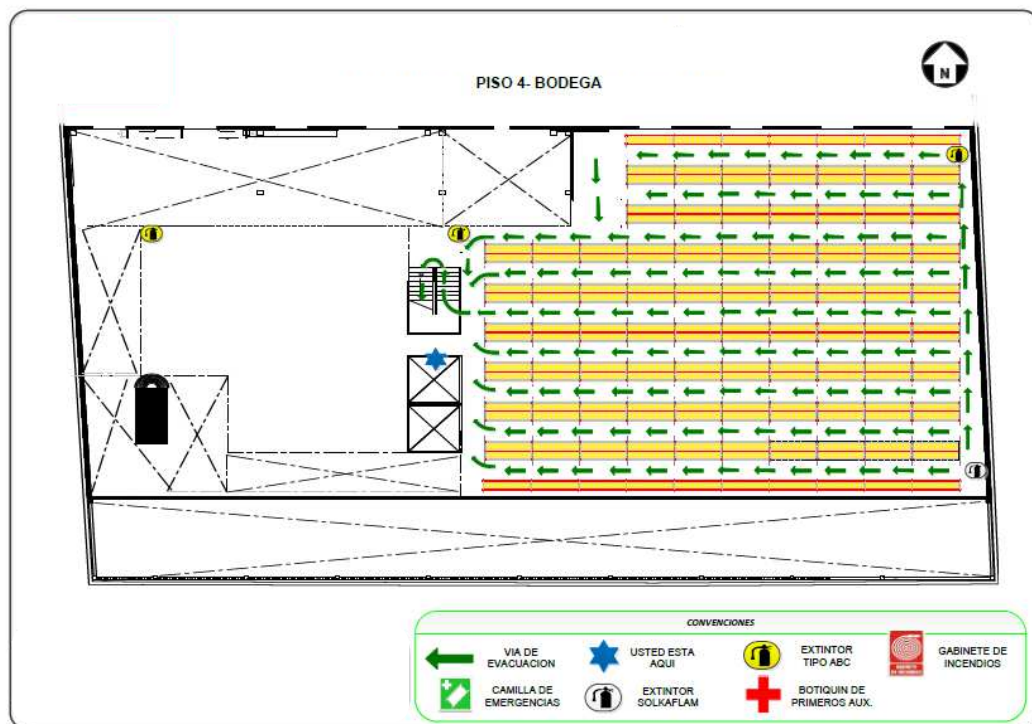 N
PISO 4- BODEGA
CONVENCIONES
VIA DE
EVACUACION
USTED ESTA
AQUI
EXTINTOR
TIPO ABC
GABINETE DE
INCENDIOS
CAMILLA DE
EMERGENCIAS
EXTINTOR
SOLKAFLAM
BOTIQUIN DE
PRIMEROS AUX.